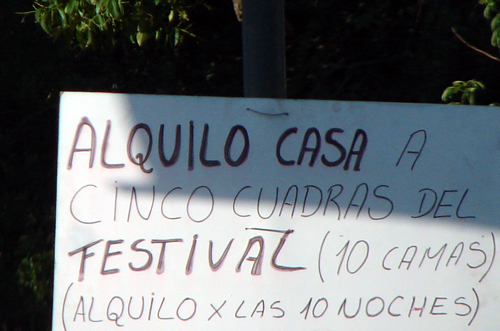 ALQUILO CASA A
CINCO CUADRAS DEL
FESTIVAL (10 CAMAS)
(ALQUILO X LAS 10 NOCHES)